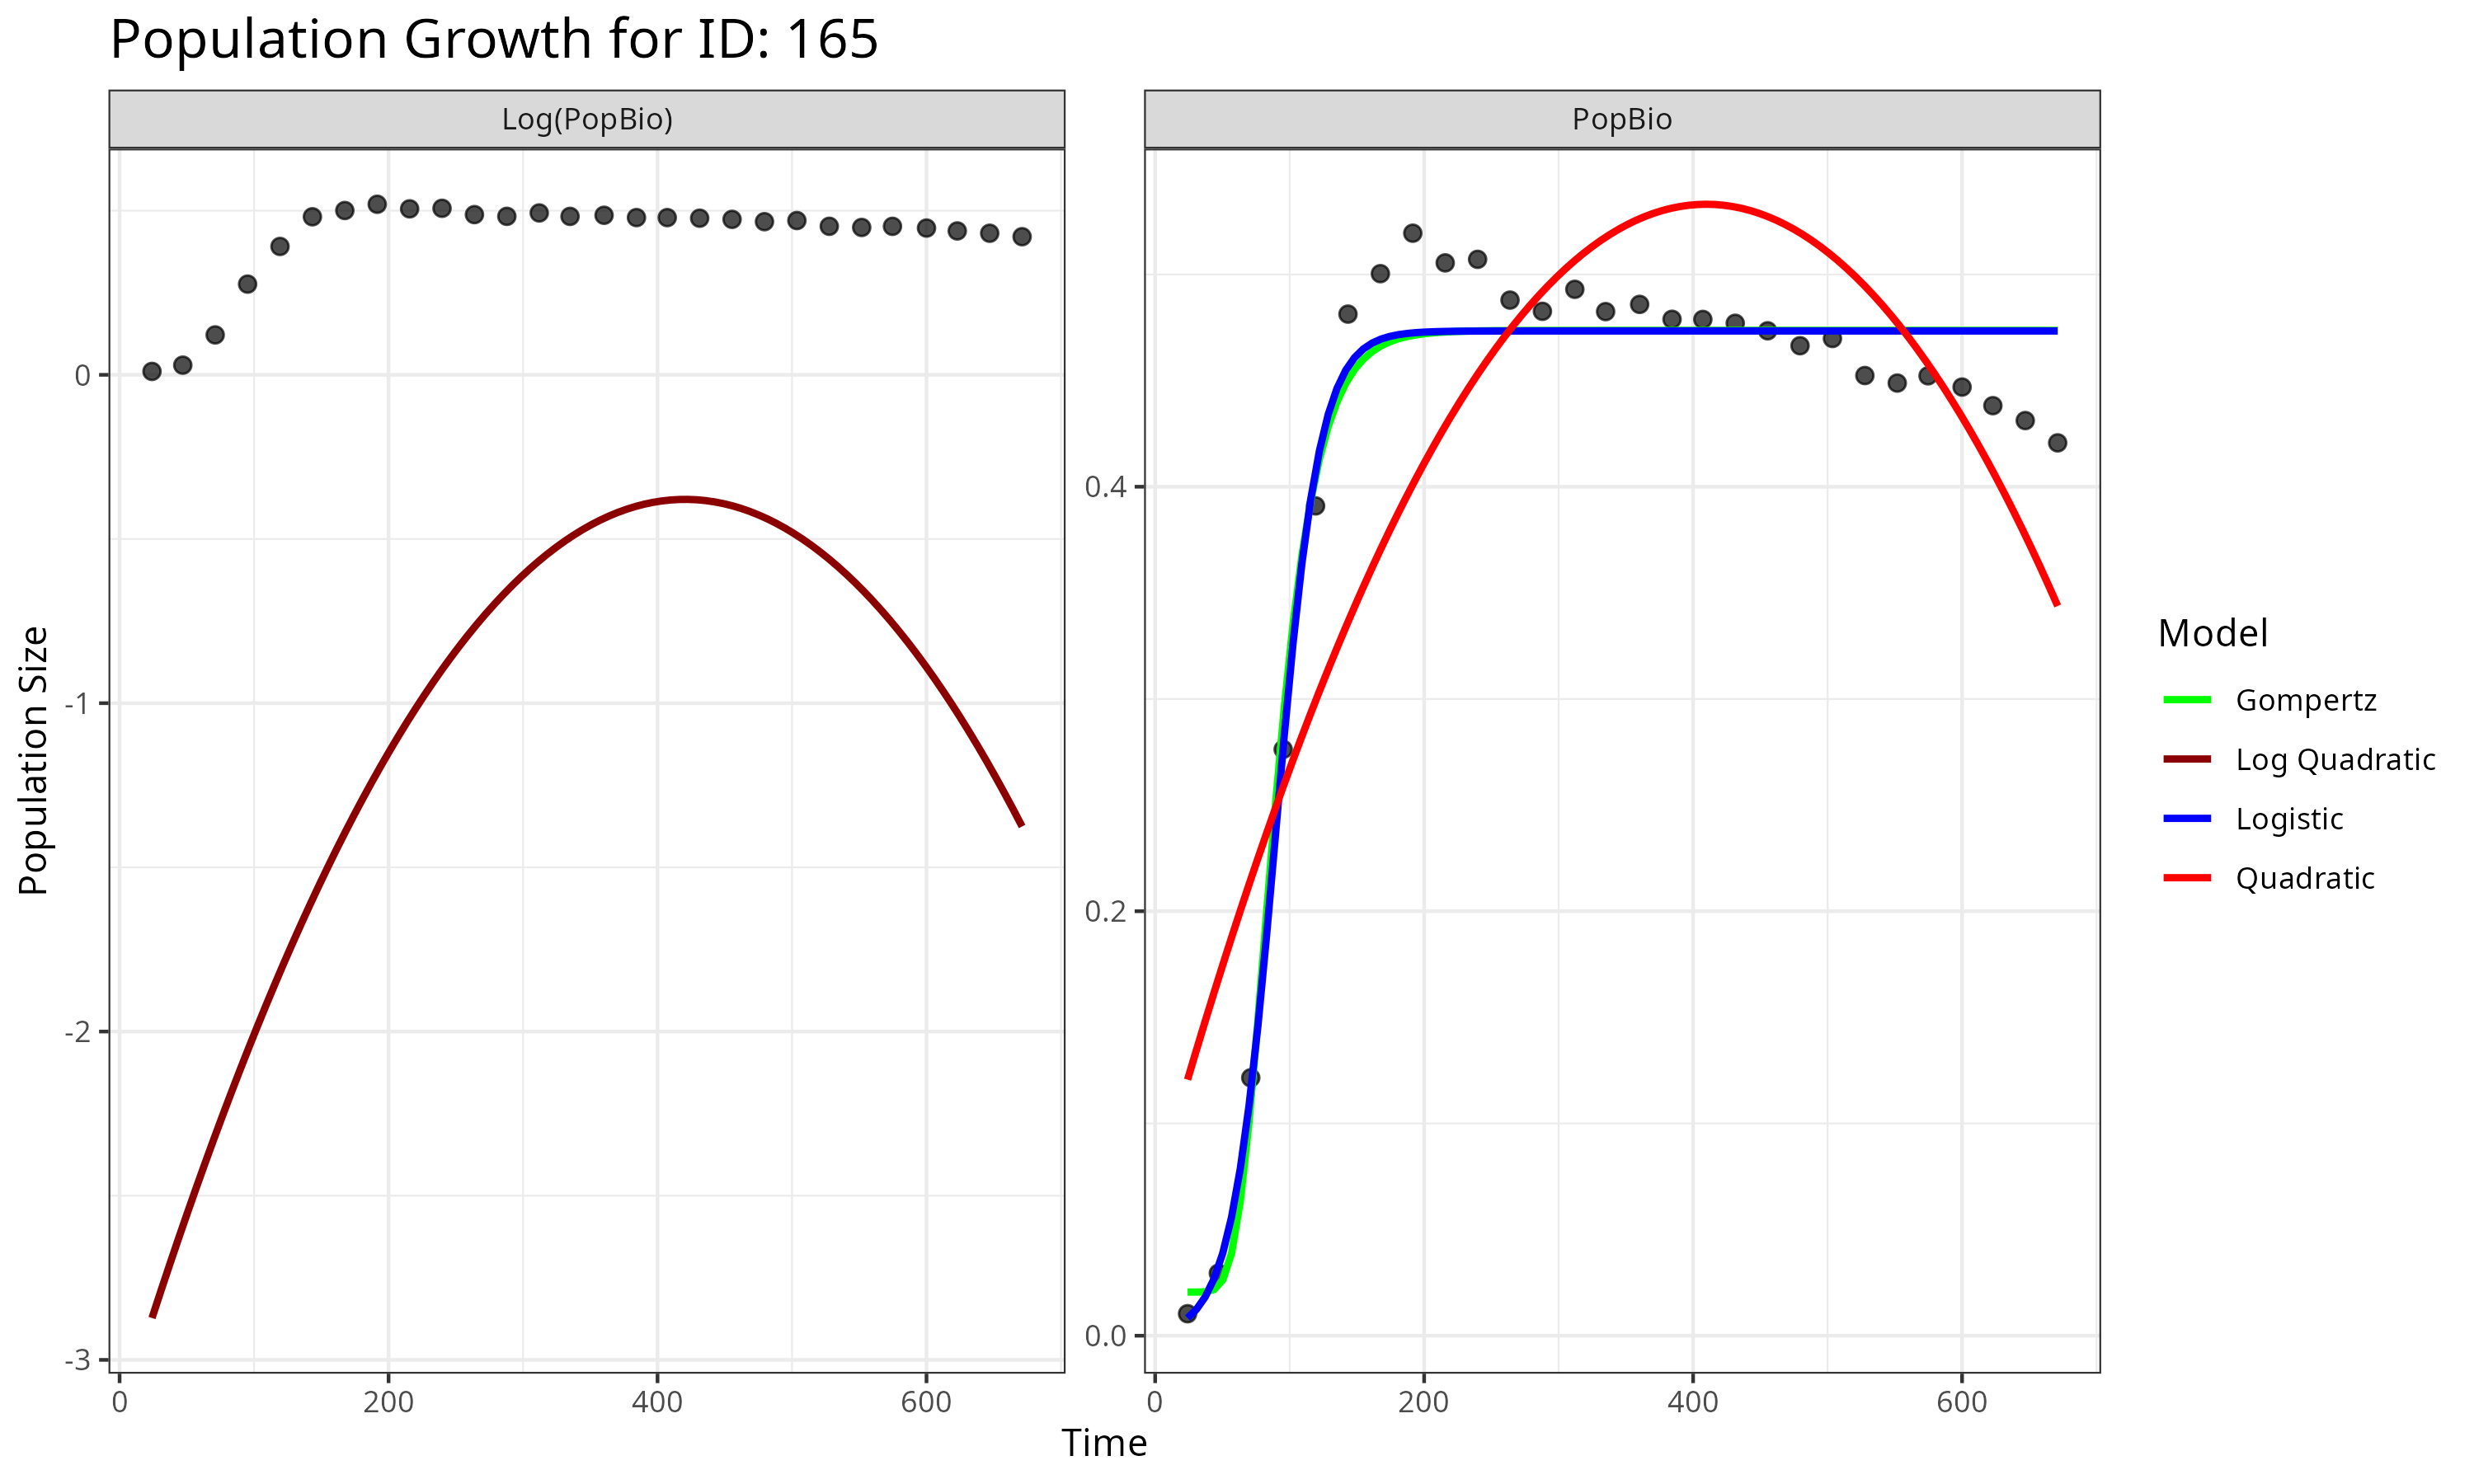 Population Growth for ID: 165
Log(PopBio)
PopBio
Population Size
0
-1
-2
-3
0.4
0.2
0.0
0 200 400 600
0 200 400 600
Time
Model
Gompertz
Log Quadratic
Logistic
Quadratic